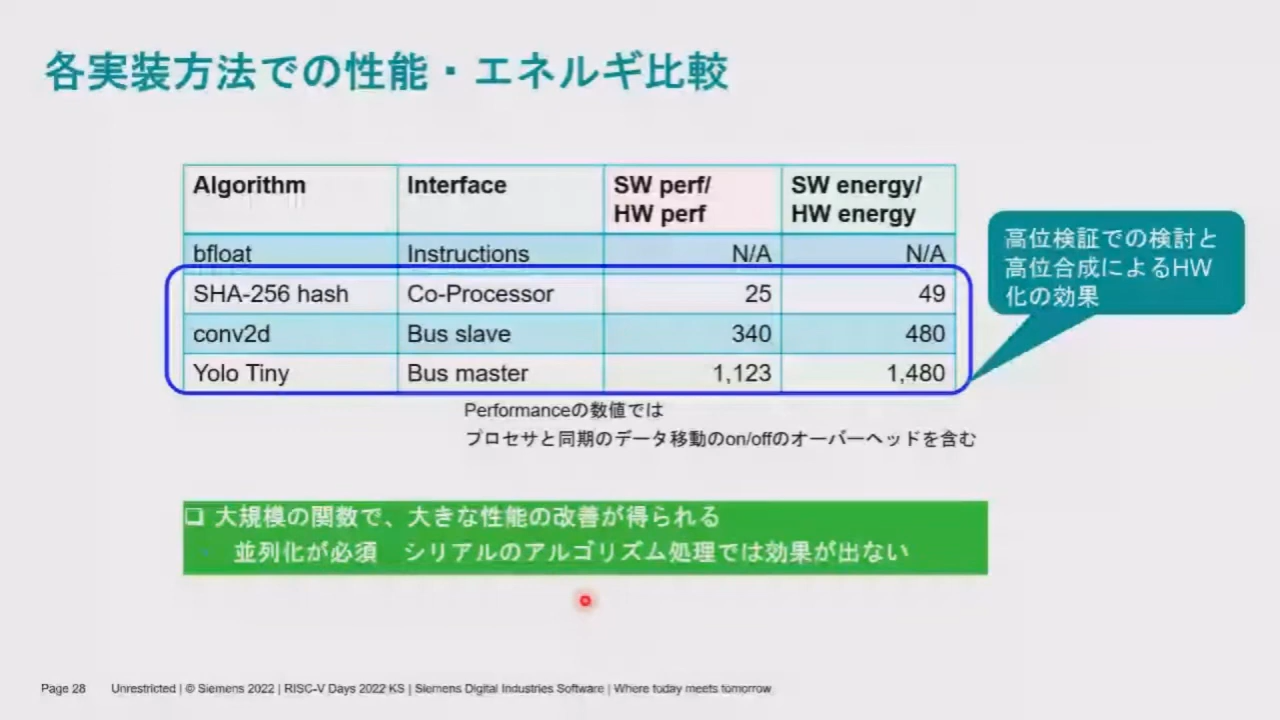 各実装方法での性能・エネルギ比較
Algorithm Interface SW perf/ SW energy/
HW perf HW energy
bfloat Instructions N/A N/A
SHA-256 hash Co-Processor 25 49
conv2d Bus slave 340 480
Yolo Tiny Bus master 1,123 1,480
高位検証での検討と
高位合成によるHW
化の効果
Performanceの数値では
プロセサと同期のデータ移動のon/offのオーバーヘッドを含む
❑ 大規模の関数で、大きな性能の改善が得られる
• 並列化が必須 シリアルのアルゴリズム処理では効果が出ない
Page 28 Unrestricted | © Siemens 2022 | RISC-V Days 2022 KS | Siemens Digital Industries Software | Where today meets tomorrow